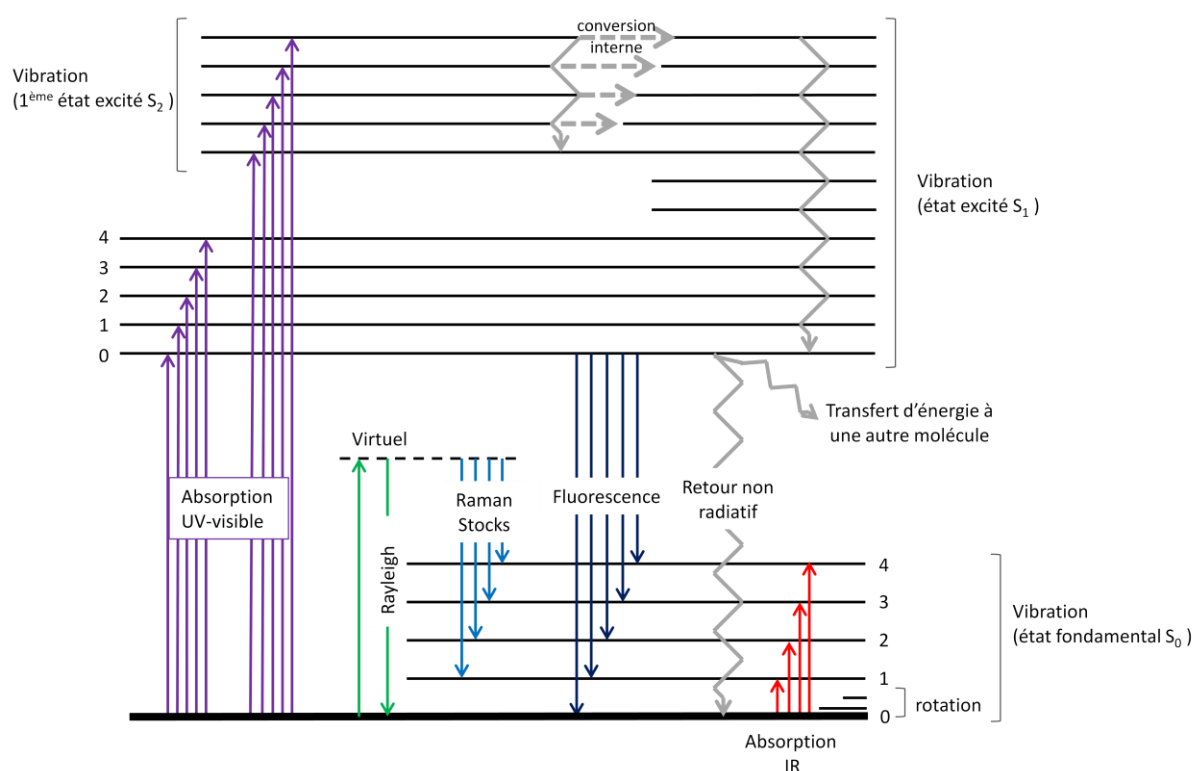 conversion
interne
Vibration
(1ème état excité S2 )
Vibration
(état excité S1 )
4
3
2
1
0
Transfert d'énergie à
une autre molécule
Virtuel
Absorption
UV-visible
Rayleigh
Raman
Stocks
Fluorescence
Retour non
radiatif
4
3
2
1
0
Vibration
(état fondamental S0 )
rotation
Absorption
IR